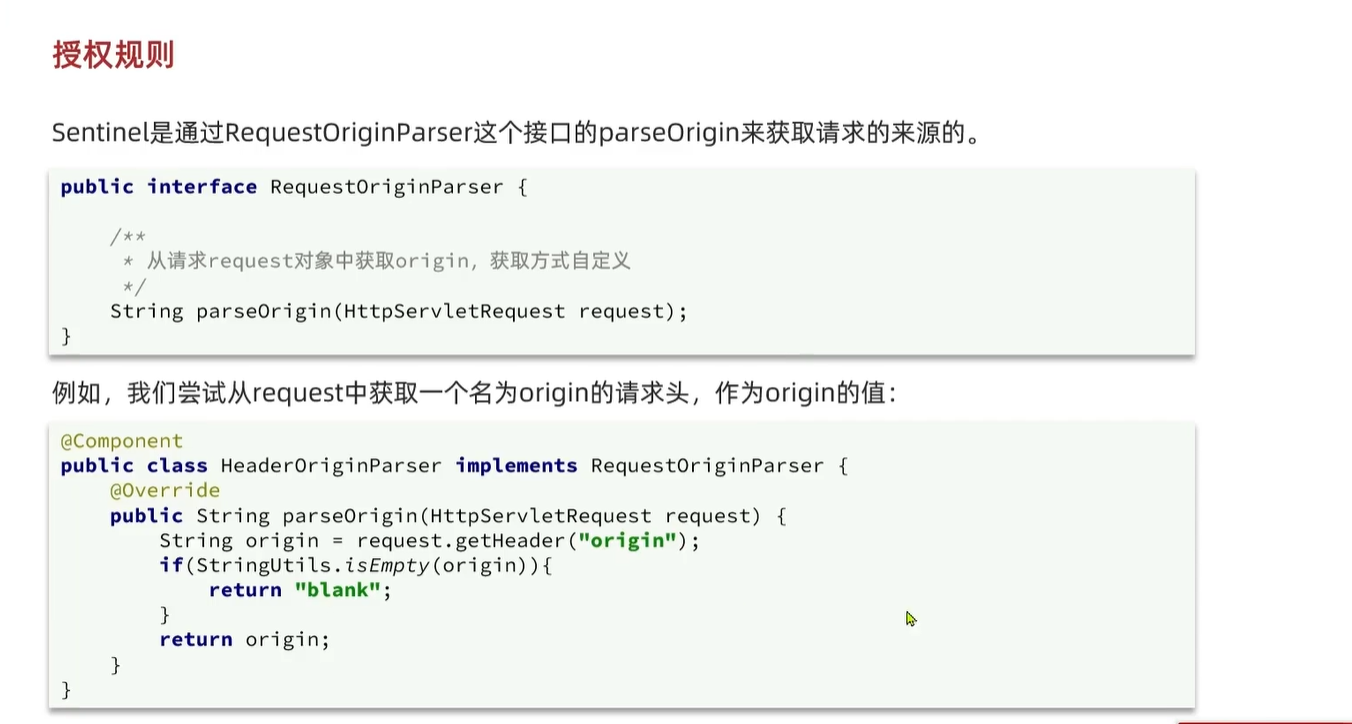 授权规则
Sentinel是通过RequestOriginParser这个接口的parseOrigin来获取请求的来源的。
public interface RequestOriginParser {
/**
* 从请求request对象中获取origin，获取方式自定义
*/
String parseOrigin(HttpServletRequest request);
}
例如，我们尝试从request中获取一个名为origin的请求头，作为origin的值：
@Component
public class HeaderOriginParser implements RequestOriginParser {
@Override
public String parseOrigin(HttpServletRequest request) {
String origin = request.getHeader("origin");
if(StringUtils.isEmpty(origin)){
return "blank";
}
return origin;
}
}